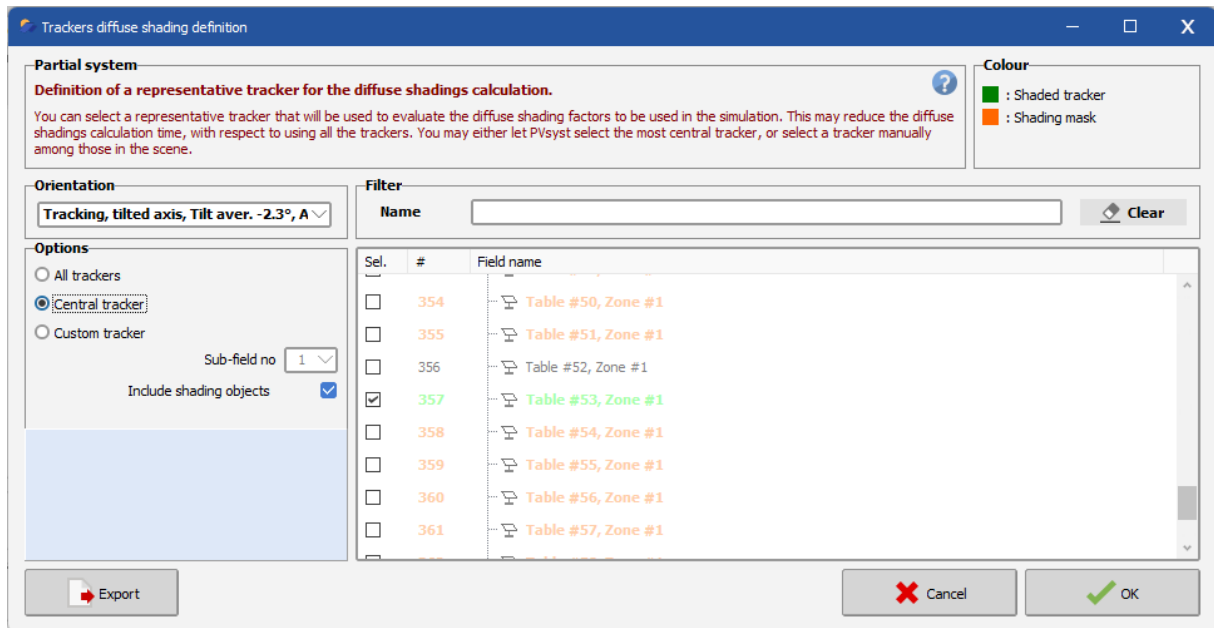 Trackers diffuse shading definition
Partial system
Definition of a representative tracker for the diffuse shadings calculation.
You can select a representative tracker that will be used to evaluate the diffuse shading factors to be used in the simulation. This may reduce the diffuse
shadings calculation time, with respect to using all the trackers. You may either let PVsyst select the most central tracker, or select a tracker manually
among those in the scene.
Colour
: Shaded tracker
: Shading mask
Orientation
Tracking, tilted axis, Tilt aver. -2.3°, A
Filter
Name
Clear
Options
All trackers
Central tracker
Custom tracker
Sub-field no 1
Include shading objects
Sel. # Field name
354 Table #50, Zone #1
355 Table #51, Zone #1
356 Table #52, Zone #1
357 Table #53, Zone #1
358 Table #54, Zone #1
359 Table #55, Zone #1
360 Table #56, Zone #1
361 Table #57, Zone #1
Export
Cancel
OK